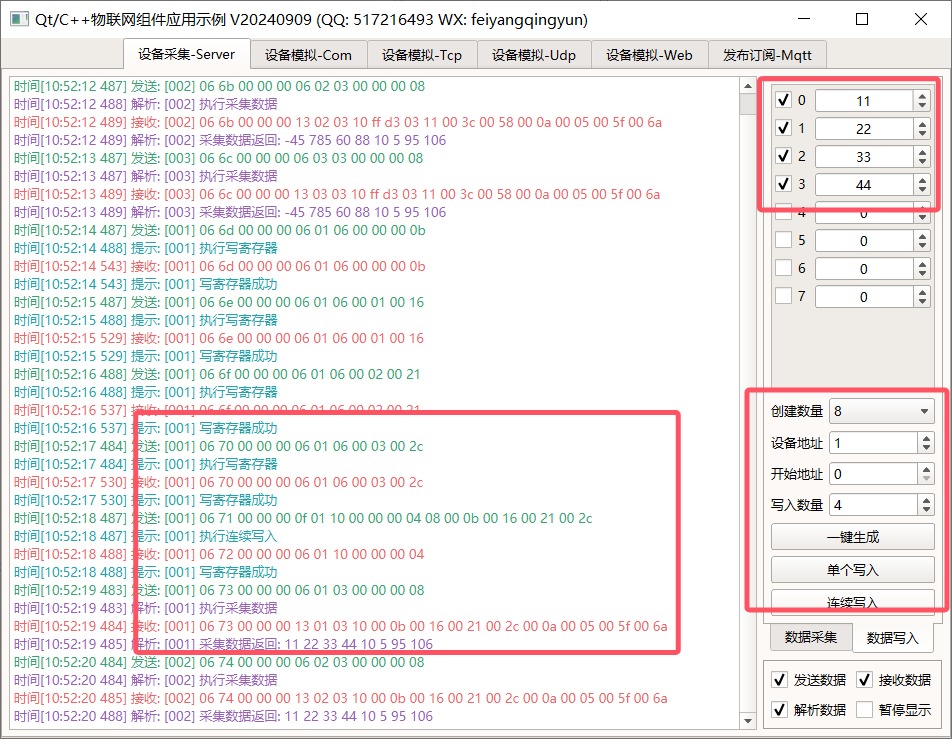 Qt/C++物联网组件应用示例 V20240909 (QQ: 517216493 WX: feiyangqingyun)
设备采集-Server 设备模拟-Com 设备模拟-Tcp 设备模拟-Udp 设备模拟-Web 发布订阅-Mqtt
时间[10:52:12 487] 发送: [002] 06 6b 00 00 00 06 02 03 00 00 00 08
时间[10:52:12 488] 解析: [002] 执行采集数据
时间[10:52:12 489] 接收: [002] 06 6b 00 00 00 13 02 03 10 ff d3 03 11 00 3c 00 58 00 0a 00 05 00 5f 00 6a
时间[10:52:12 489] 解析: [002] 采集数据返回: -45 785 60 88 10 5 95 106
时间[10:52:13 487] 发送: [003] 06 6c 00 00 00 06 03 03 00 00 00 08
时间[10:52:13 487] 解析: [003] 执行采集数据
时间[10:52:13 489] 接收: [003] 06 6c 00 00 00 13 03 03 10 ff d3 03 11 00 3c 00 58 00 0a 00 05 00 5f 00 6a
时间[10:52:13 489] 解析: [003] 采集数据返回: -45 785 60 88 10 5 95 106
时间[10:52:14 487] 发送: [001] 06 6d 00 00 00 06 01 06 00 00 00 0b
时间[10:52:14 488] 提示: [001] 执行写寄存器
时间[10:52:14 543] 接收: [001] 06 6d 00 00 00 06 01 06 00 00 00 0b
时间[10:52:14 543] 提示: [001] 写寄存器成功
时间[10:52:15 487] 发送: [001] 06 6e 00 00 00 06 01 06 00 01 00 16
时间[10:52:15 488] 提示: [001] 执行写寄存器
时间[10:52:15 529] 接收: [001] 06 6e 00 00 00 06 01 06 00 01 00 16
时间[10:52:15 529] 提示: [001] 写寄存器成功
时间[10:52:16 488] 发送: [001] 06 6f 00 00 00 06 01 06 00 02 00 21
时间[10:52:16 488] 提示: [001] 执行写寄存器
时间[10:52:16 537] 接收: [001] 06 6f 00 00 00 06 01 06 00 02 00 21
时间[10:52:16 537] 提示: [001] 写寄存器成功
时间[10:52:17 484] 发送: [001] 06 70 00 00 00 06 01 06 00 03 00 2c
时间[10:52:17 484] 提示: [001] 执行写寄存器
时间[10:52:17 530] 接收: [001] 06 70 00 00 00 06 01 06 00 03 00 2c
时间[10:52:17 530] 提示: [001] 写寄存器成功
时间[10:52:18 487] 发送: [001] 06 71 00 00 00 0f 01 10 00 00 00 04 08 00 0b 00 16 00 21 00 2c
时间[10:52:18 487] 提示: [001] 执行连续写入
时间[10:52:18 488] 接收: [001] 06 72 00 00 00 06 01 10 00 00 00 04
时间[10:52:18 488] 提示: [001] 写寄存器成功
时间[10:52:19 483] 发送: [001] 06 73 00 00 00 06 01 03 00 00 00 08
时间[10:52:19 483] 解析: [001] 执行采集数据
时间[10:52:19 484] 接收: [001] 06 73 00 00 00 13 01 03 10 00 0b 00 16 00 21 00 2c 00 0a 00 05 00 5f 00 6a
时间[10:52:19 485] 解析: [001] 采集数据返回: 11 22 33 44 10 5 95 106
时间[10:52:20 484] 发送: [002] 06 74 00 00 00 06 02 03 00 00 00 08
时间[10:52:20 484] 解析: [002] 执行采集数据
时间[10:52:20 485] 接收: [002] 06 74 00 00 00 13 02 03 10 00 0b 00 16 00 21 00 2c 00 0a 00 05 00 5f 00 6a
时间[10:52:20 488] 解析: [002] 采集数据返回: 11 22 33 44 10 5 95 106
0 11
1 22
2 33
3 44
4 0
5 0
6 0
7 0
创建数量 8
设备地址 1
开始地址 0
写入数量 4
一键生成
单个写入
连续写入
数据采集 数据写入
发送数据 接收数据
解析数据 暂停显示